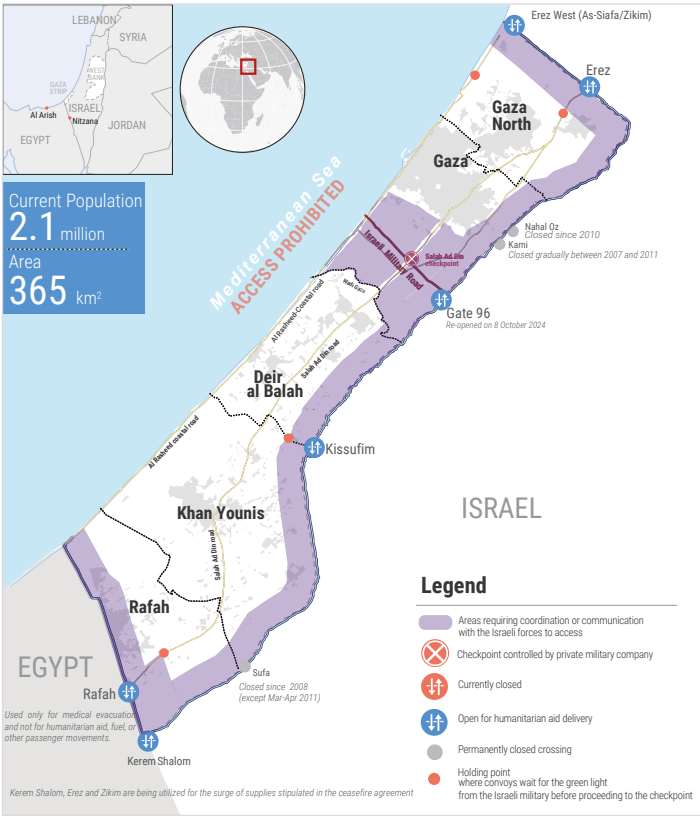 LEBANON
SYRIA
WEST
BANK
GAZA
STRIP
ISRAEL
Al Arish
Nitzana
JORDAN
EGYPT
Current Population
2.1 million
Area
365 km²
Mediterranean Sea
ACCESS PROHIBITED
Erez West (As-Siafa/Zikim)
Erez
Gaza
North
Gaza
Nahal Oz
Closed since 2010
Karni
Closed gradually between 2007 and 2011
Salah Ad Din
checkpoint
Israeli Military Road
Gate 96
Re-opened on 8 October 2024
Wadi Gaza
Al Rasheed-Coastal road
Salah Ad Din road
Deir
al Balah
Al Rasheed coastal road
Kissufim
ISRAEL
Khan Younis
Salah Ad Din road
Rafah
EGYPT
Sufa
Closed since 2008
(except Mar-Apr 2011)
Rafah
Used only for medical evacuation
and not for humanitarian aid, fuel, or
other passenger movements.
Kerem Shalom
Kerem Shalom, Erez and Zikim are being utilized for the surge of supplies stipulated in the ceasefire agreement
Legend
Areas requiring coordination or communication
with the Israeli forces to access
Checkpoint controlled by private military company
Currently closed
Open for humanitarian aid delivery
Permanently closed crossing
Holding point
where convoys wait for the green light
from the Israeli military before proceeding to the checkpoint